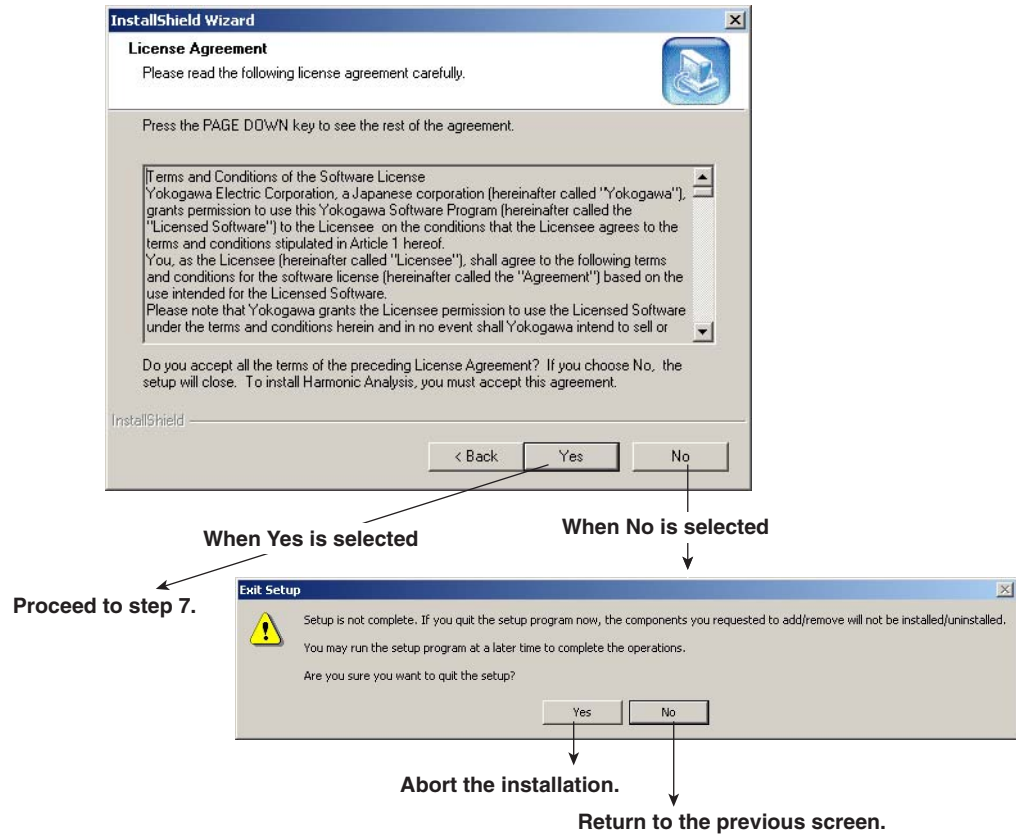 InstallShield Wizard
License Agreement
Please read the following license agreement carefully.
Press the PAGE DOWN key to see the rest of the agreement.
Terms and Conditions of the Software License
Yokogawa Electric Corporation, a Japanese corporation (hereinafter called "Yokogawa"),
grants permission to use this Yokogawa Software Program (hereinafter called the
"Licensed Software") to the Licensee  on the conditions that the Licensee agrees to the
terms and conditions stipulated in Article 1 hereof.
You, as the Licensee (hereinafter called "Licensee"), shall agree to the following terms
and conditions for the software license (hereinafter called the "Agreement") based on the
use intended for the Licensed Software.
Please note that Yokogawa grants the Licensee permission to use the Licensed Software
under the terms and conditions herein and in no event shall Yokogawa intend to sell or
Do you accept all the terms of the preceding License Agreement?  If you choose No,  the
setup will close.  To install Harmonic Analysis, you must accept this agreement.
InstallShield
< Back
Yes
No
When Yes is selected
When No is selected
Proceed to step 7.
Exit Setup
Setup is not complete. If you quit the setup program now, the components you requested to add/remove will not be installed/uninstalled.
You may run the setup program at a later time to complete the operations.
Are you sure you want to quit the setup?
Yes
No
Abort the installation.
Return to the previous screen.